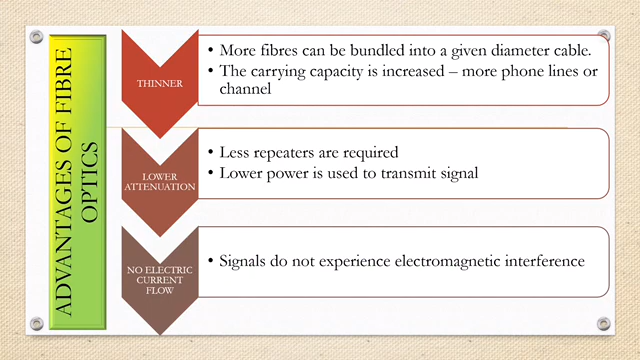 ADVANTAGES OF FIBRE
OPTICS
THINNER
• More fibres can be bundled into a given diameter cable.
• The carrying capacity is increased – more phone lines or
channel
LOWER
ATTENUATION
• Less repeaters are required
• Lower power is used to transmit signal
NO ELECTRIC
CURRENT
FLOW
• Signals do not experience electromagnetic interference